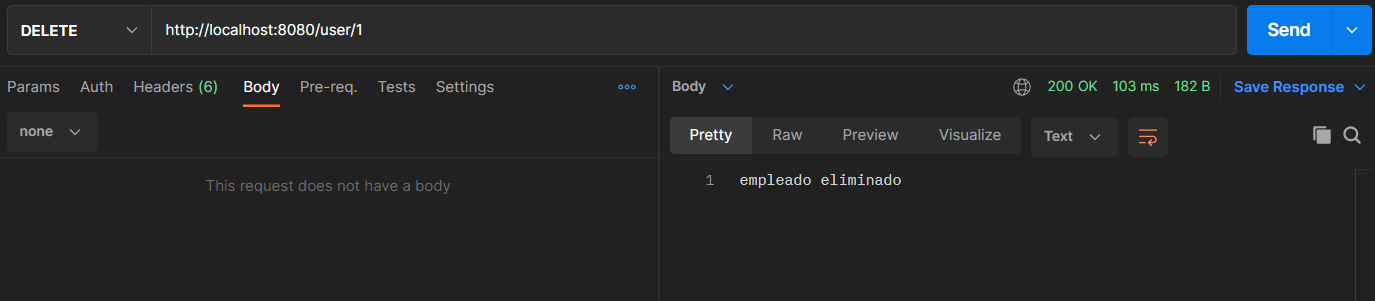 DELETE http://localhost:8080/user/1 Send
Params Auth Headers (6) Body Pre-req. Tests Settings
Body 200 OK 103 ms 182 B Save Response
none
Pretty Raw Preview Visualize Text
This request does not have a body
1 empleado eliminado